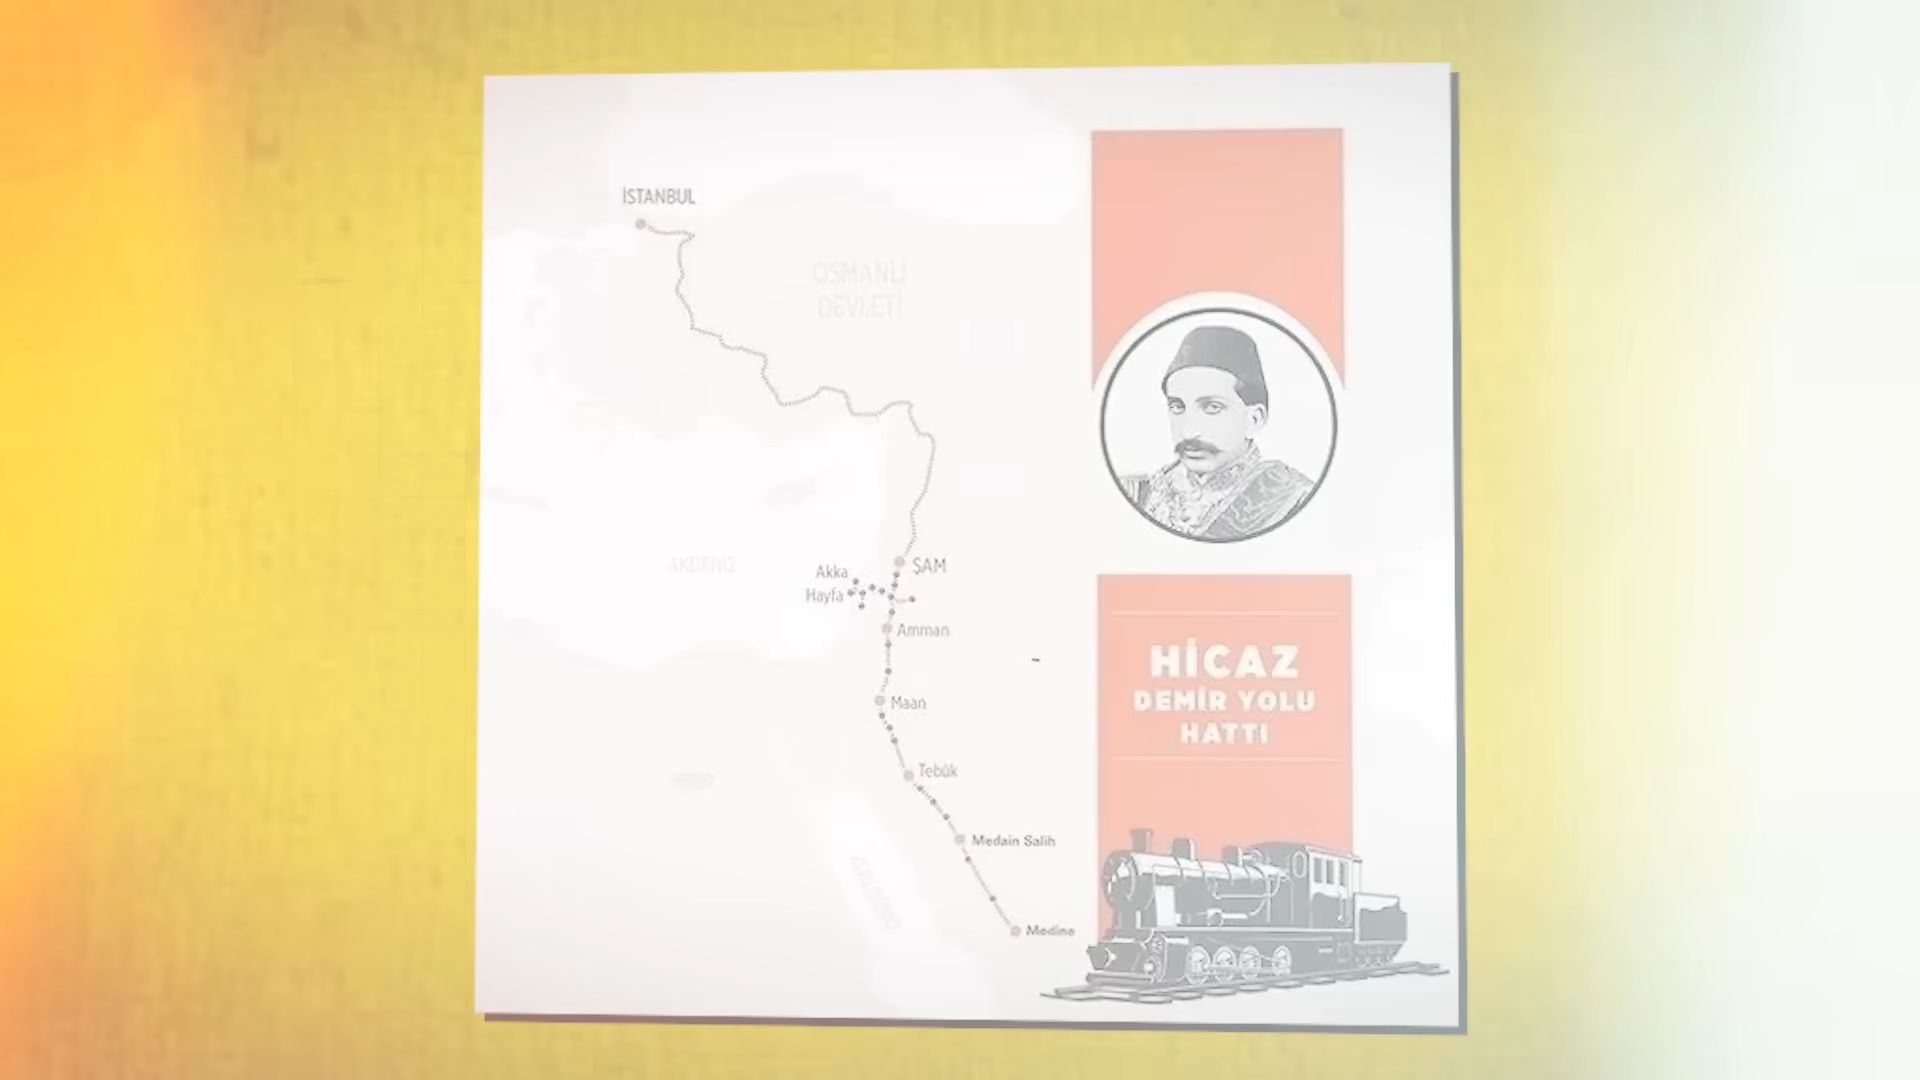 İSTANBUL
OSMANLI
DEVLETİ
AKDENİZ
Akka
ŞAM
Hayfa
Amman
Maan
Tebük
Medain Salih
Medine
HİCAZ
DEMİR YOLU
HATTI